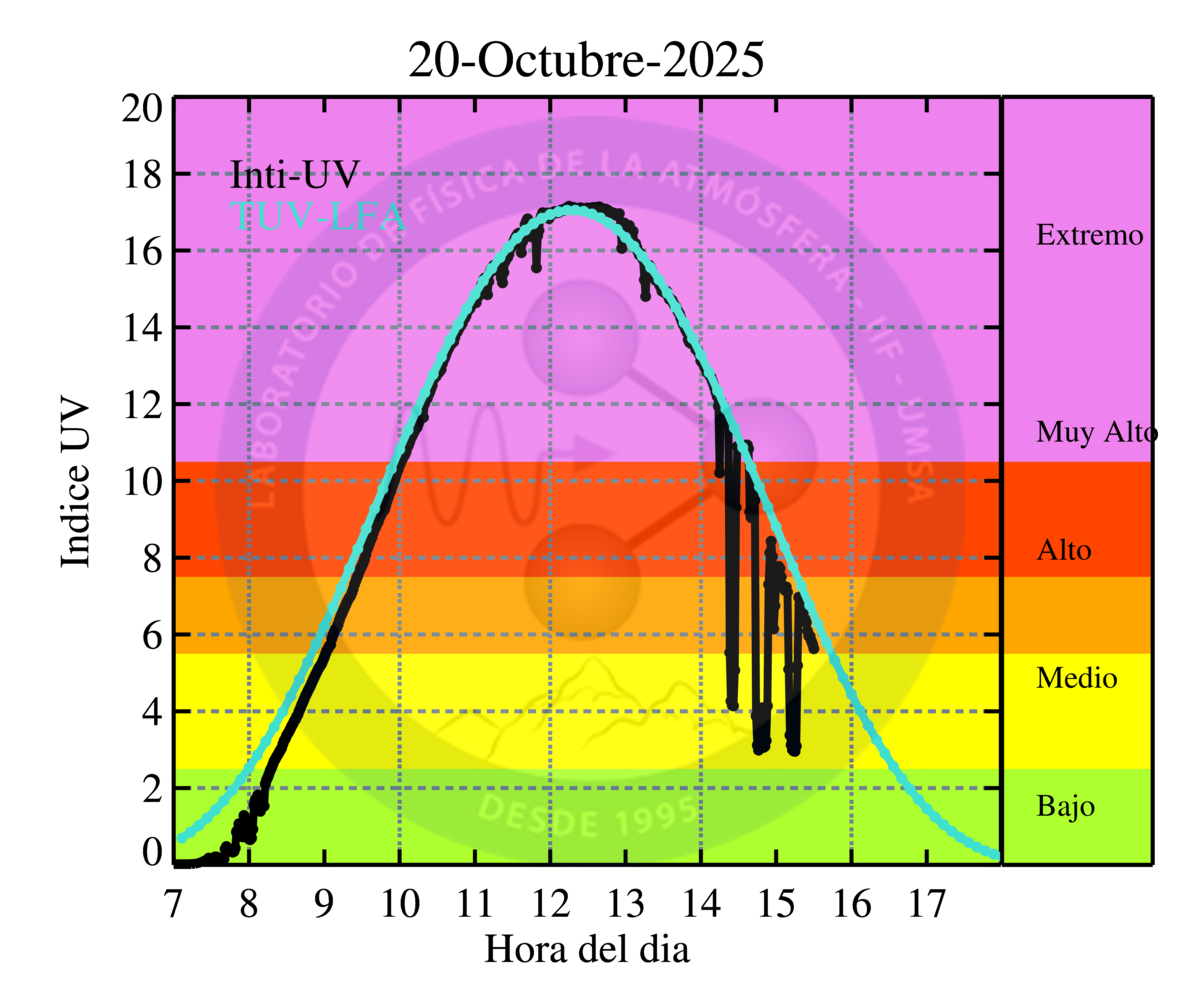 20-Octubre-2025
Inti-UV
TUV-LFA
LABORATORIO DE FÍSICA DE LA ATMÓSFERA - IIF - UMSA
DESDE 1995
Indice UV
20
18
16
14
12
10
8
6
4
2
0
Extremo
Muy Alto
Alto
Medio
Bajo
7 8 9 10 11 12 13 14 15 16 17
Hora del dia